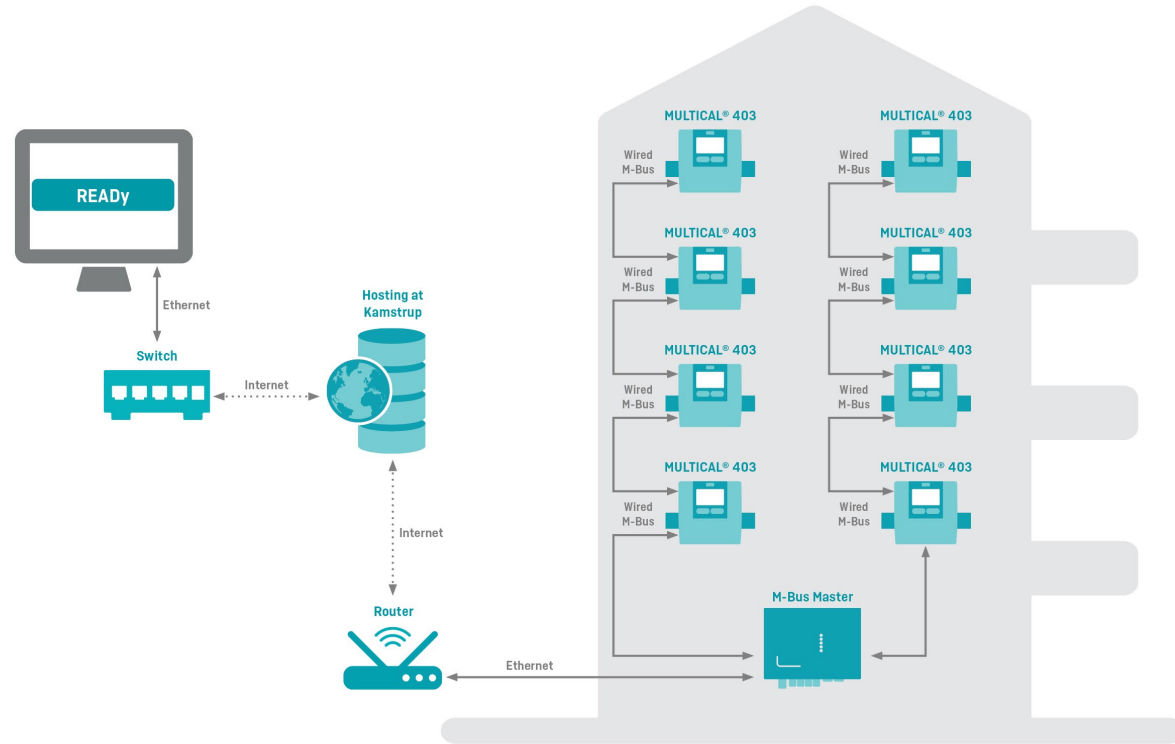 READy
Ethernet
Switch
Internet
Hosting at
Kamstrup
Internet
Router
Ethernet
MULTICAL® 403
Wired
M-Bus
MULTICAL® 403
Wired
M-Bus
MULTICAL® 403
Wired
M-Bus
MULTICAL® 403
Wired
M-Bus
MULTICAL® 403
Wired
M-Bus
MULTICAL® 403
Wired
M-Bus
MULTICAL® 403
Wired
M-Bus
MULTICAL® 403
Wired
M-Bus
M-Bus Master